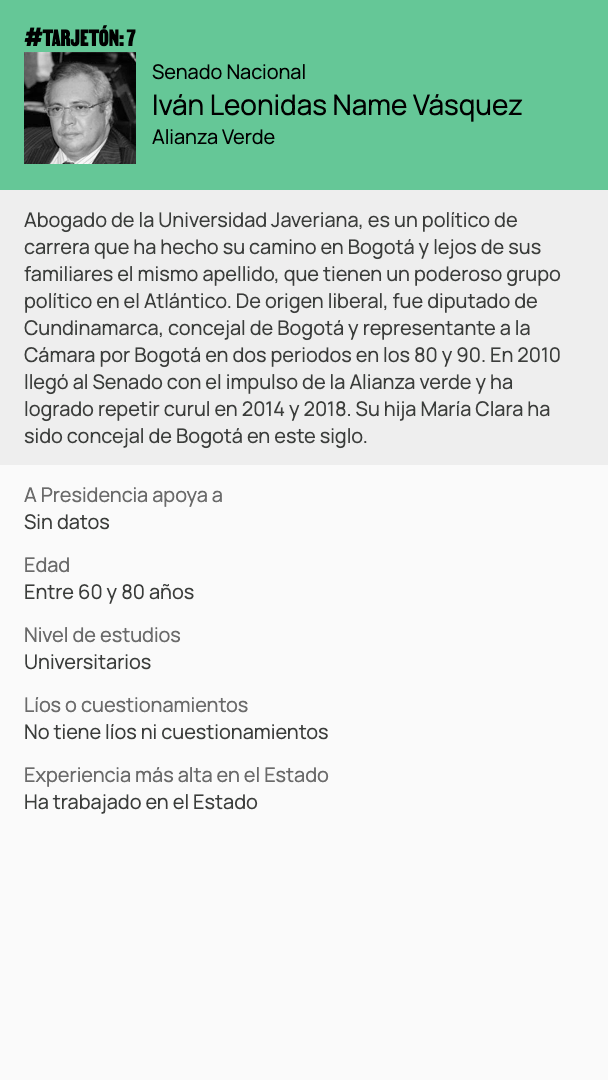 #TARJETÓN: 7
Senado Nacional
Iván Leonidas Name Vásquez
Alianza Verde
Abogado de la Universidad Javeriana, es un político de
carrera que ha hecho su camino en Bogotá y lejos de sus
familiares el mismo apellido, que tienen un poderoso grupo
político en el Atlántico. De origen liberal, fue diputado de
Cundinamarca, concejal de Bogotá y representante a la
Cámara por Bogotá en dos periodos en los 80 y 90. En 2010
llegó al Senado con el impulso de la Alianza verde y ha
logrado repetir curul en 2014 y 2018. Su hija María Clara ha
sido concejal de Bogotá en este siglo.
A Presidencia apoya a
Sin datos
Edad
Entre 60 y 80 años
Nivel de estudios
Universitarios
Líos o cuestionamientos
No tiene líos ni cuestionamientos
Experiencia más alta en el Estado
Ha trabajado en el Estado